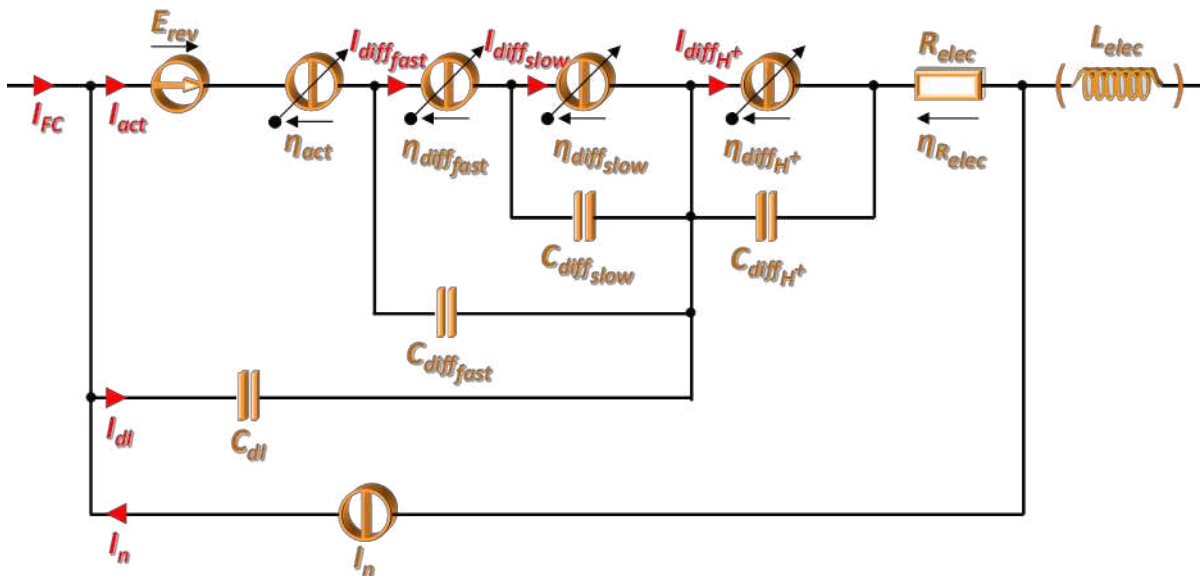 E_rev
I_diff_fast
I_diff_slow
I_diff_H⁺
R_elec
L_elec
I_FC
I_act
η_act
η_diff_fast
η_diff_slow
η_diff_H⁺
η_R_elec
C_diff_slow
C_diff_H⁺
C_diff_fast
I_dl
C_dl
I_n
I_n